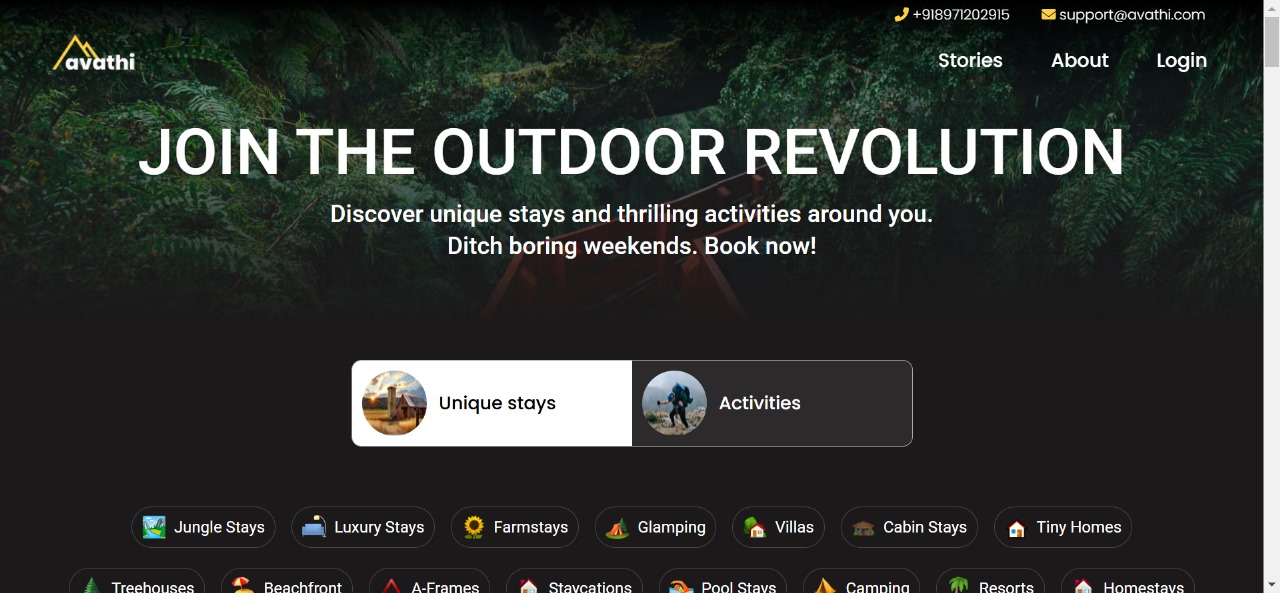 +918971202915 support@avathi.com
avathi
Stories About Login
JOIN THE OUTDOOR REVOLUTION
Discover unique stays and thrilling activities around you.
Ditch boring weekends. Book now!
Unique stays Activities
Jungle Stays Luxury Stays Farmstays Glamping Villas Cabin Stays Tiny Homes
Treehouses Beachfront A-Frames Staycations Pool Stays Camping Resorts Homestays